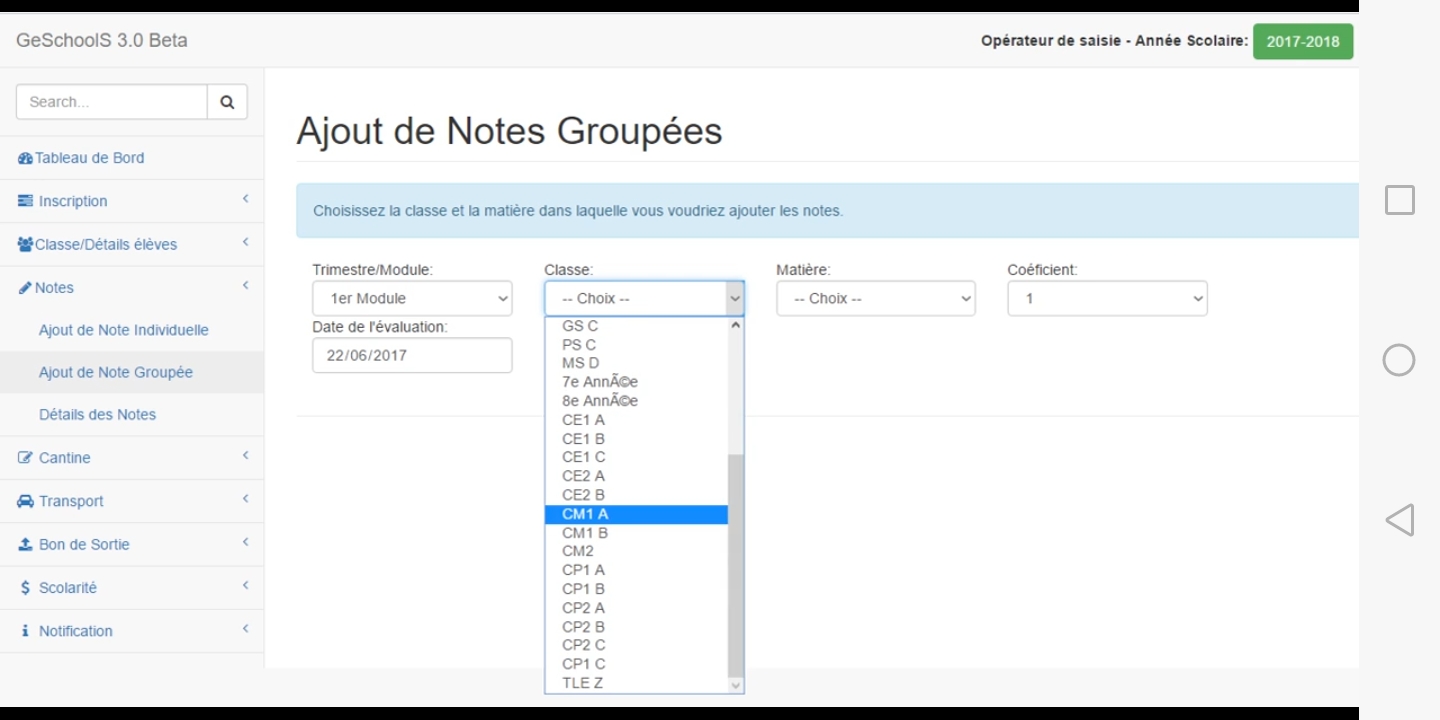 GeSchoolS 3.0 Beta
Opérateur de saisie - Année Scolaire: 2017-2018
Search...
Tableau de Bord
Inscription
Classe/Détails élèves
Notes
Ajout de Note Individuelle
Ajout de Note Groupée
Détails des Notes
Cantine
Transport
Bon de Sortie
Scolarité
Notification
Ajout de Notes Groupées
Choisissez la classe et la matière dans laquelle vous voudriez ajouter les notes.
Trimestre/Module:
1er Module
Classe:
-- Choix --
Matière:
-- Choix --
Coéficient:
1
Date de l'évaluation:
22/06/2017
GS C
PS C
MS D
7e AnnÃ©e
8e AnnÃ©e
CE1 A
CE1 B
CE1 C
CE2 A
CE2 B
CM1 A
CM1 B
CM2
CP1 A
CP1 B
CP2 A
CP2 B
CP2 C
CP1 C
TLE Z